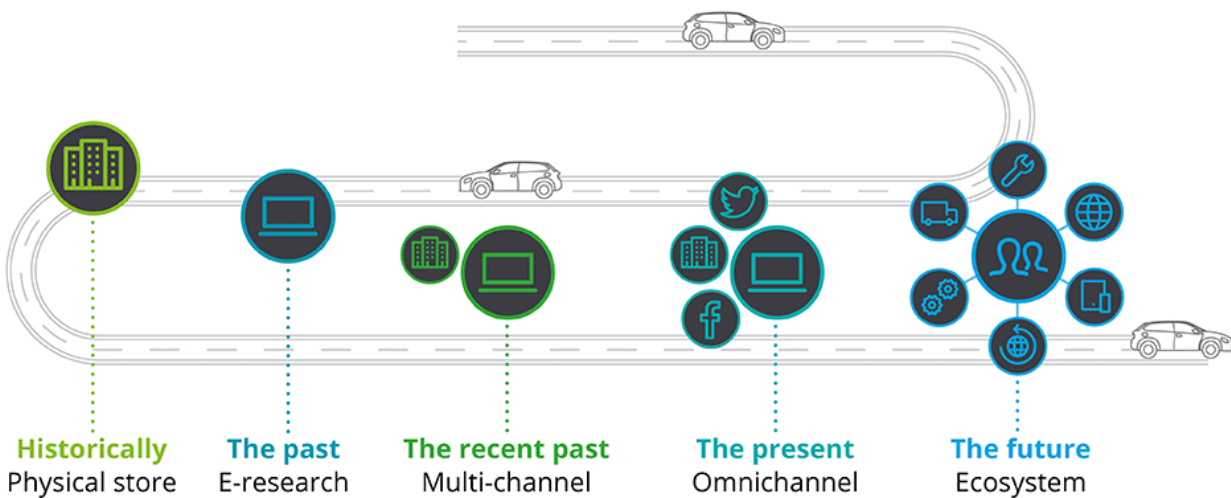 Historically
Physical store
The past
E-research
The recent past
Multi-channel
The present
Omnichannel
The future
Ecosystem